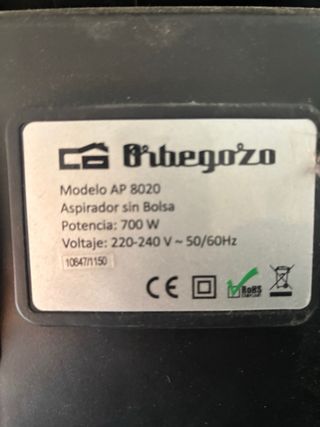 Orbegozo
Modelo AP 8020
Aspirador sin Bolsa
Potencia: 700 W
Voltaje: 220-240 V ~ 50/60Hz
10847/1150
CE
RoHS